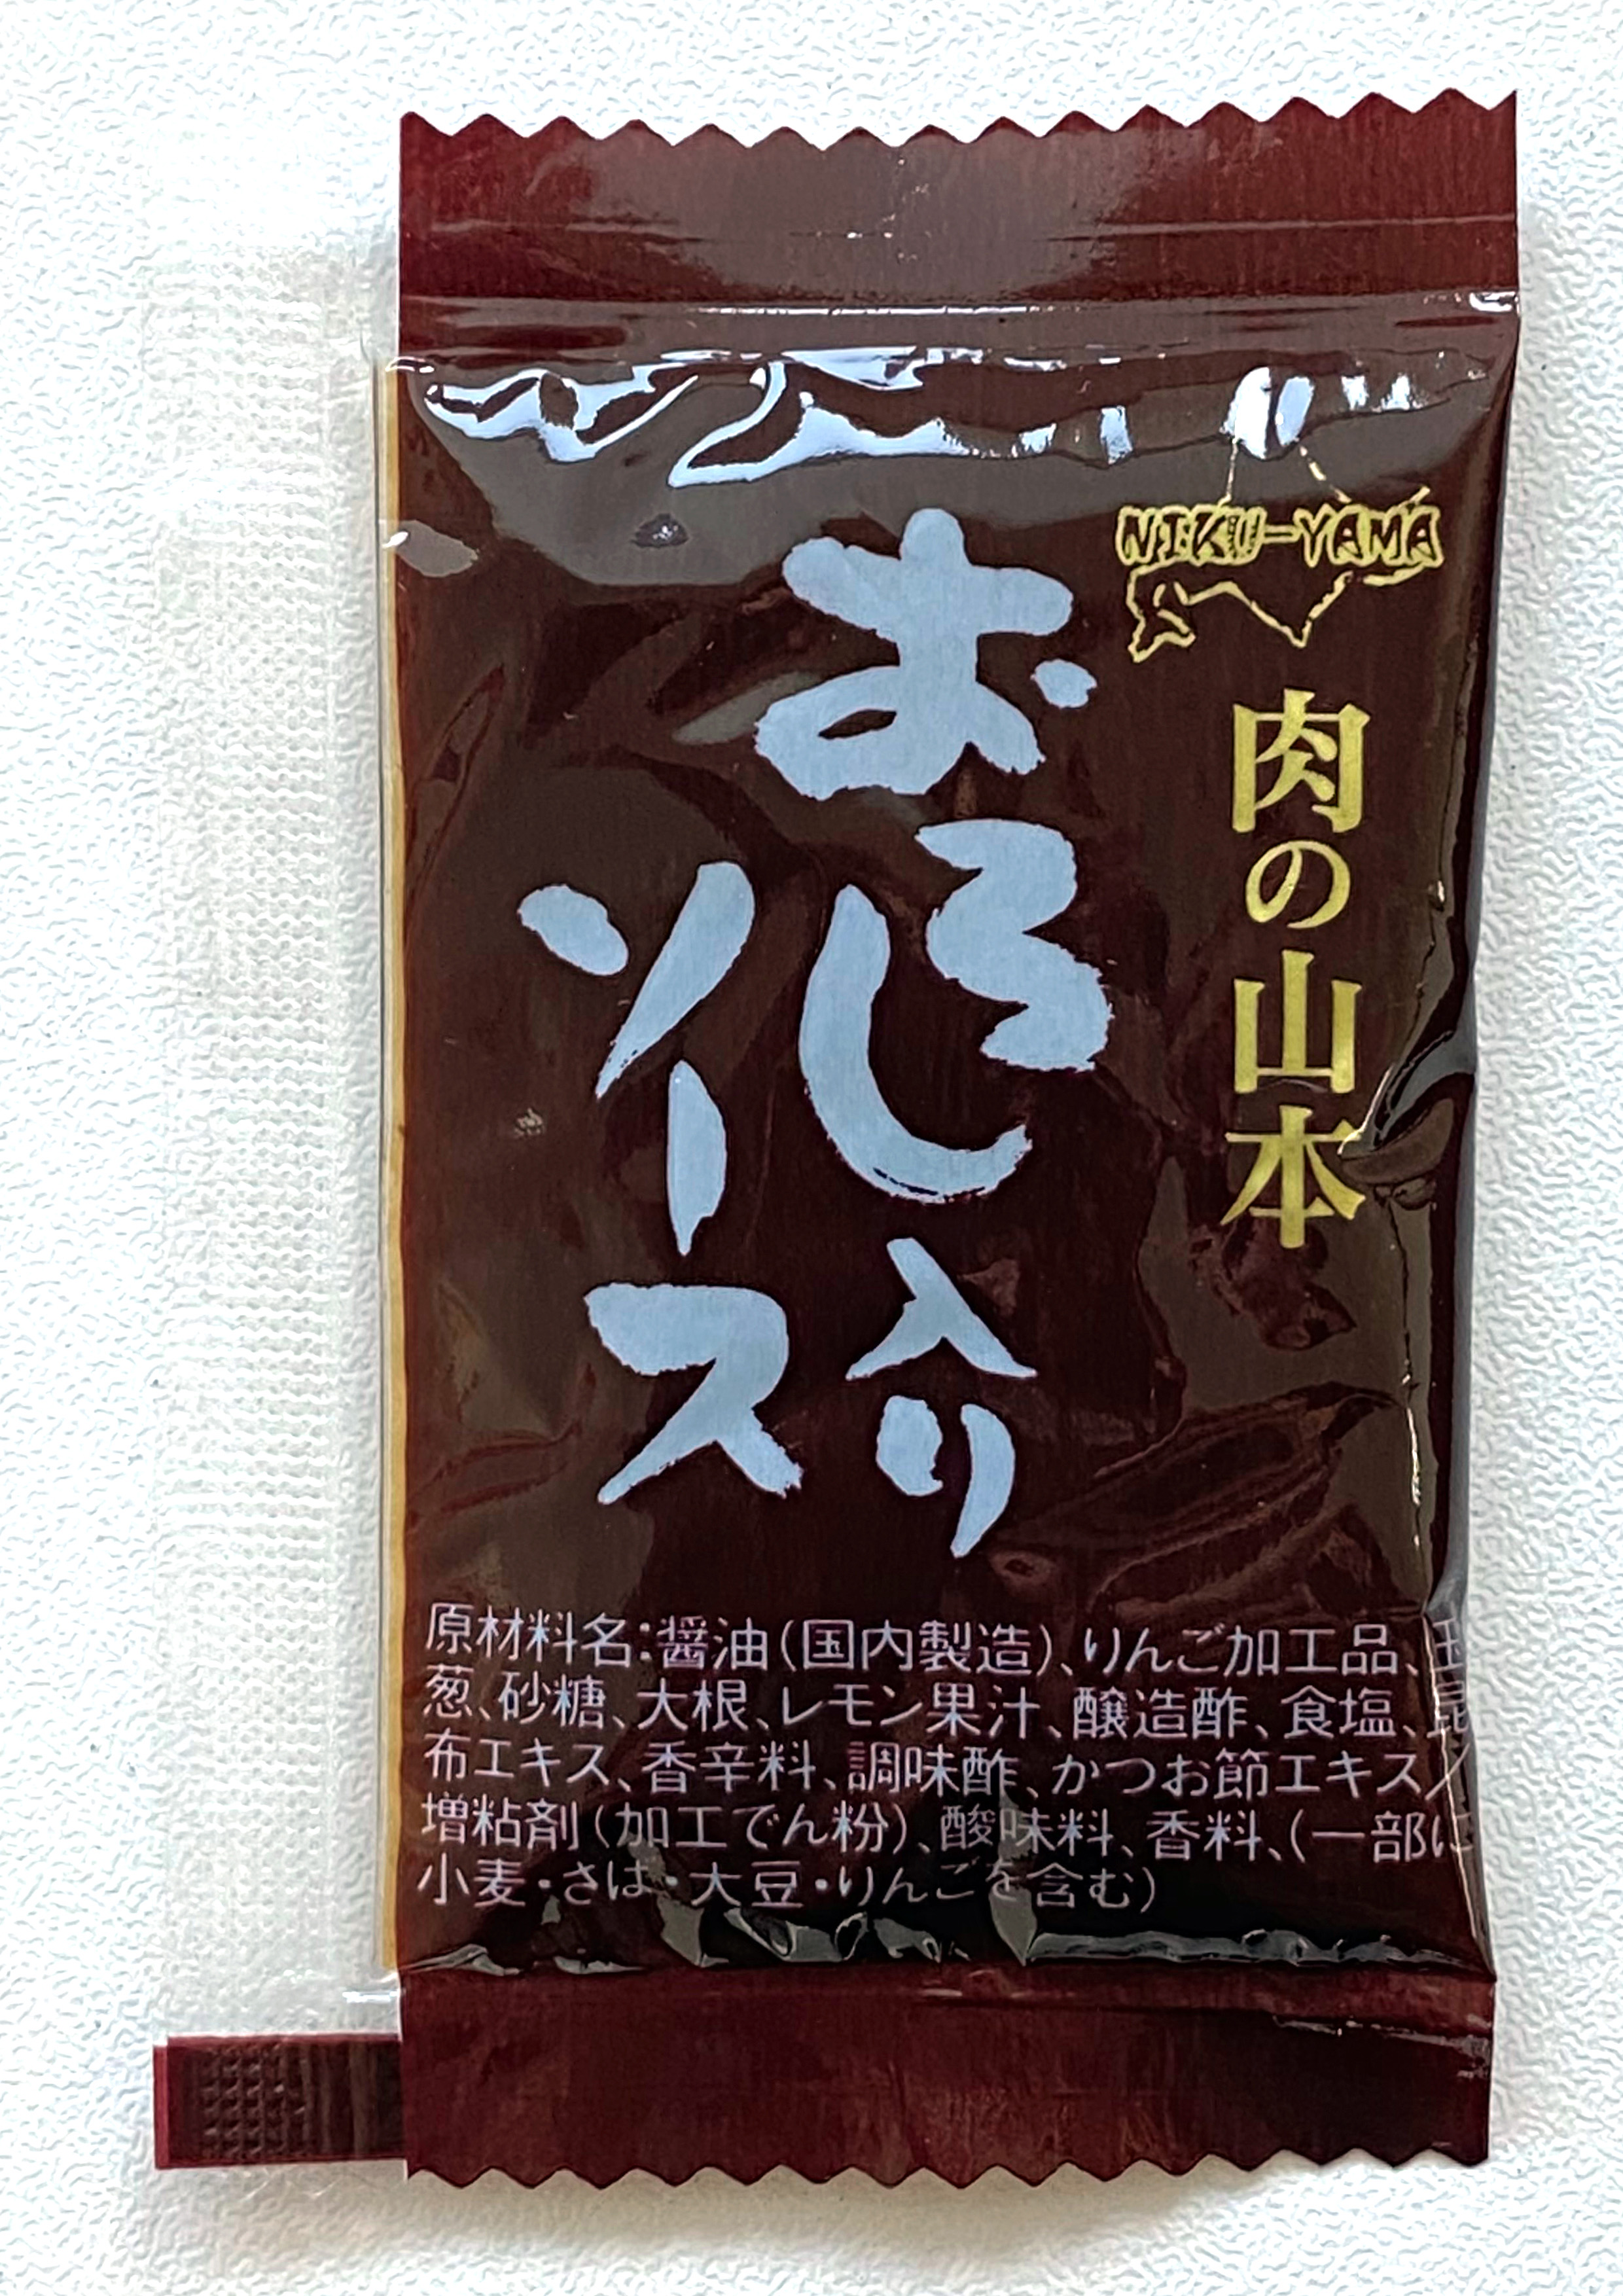 NIKU-YAMA
肉の山本
おろし入り
ソース
原材料名:醤油(国内製造)、りんご加工品、玉
葱、砂糖、大根、レモン果汁、醸造酢、食塩、昆
布エキス、香辛料、調味酢、かつお節エキス/
増粘剤(加工でん粉)、酸味料、香料、(一部に
小麦・さば・大豆・りんごを含む)